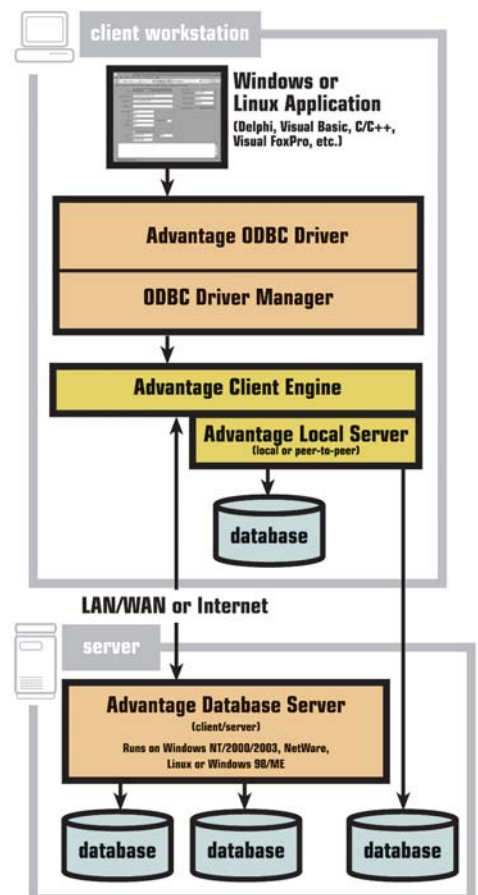 client workstation
Windows or
Linux Application
(Delphi, Visual Basic, C/C++,
Visual FoxPro, etc.)
Advantage ODBC Driver
ODBC Driver Manager
Advantage Client Engine
Advantage Local Server
(local or peer-to-peer)
database
LAN/WAN or Internet
server
Advantage Database Server
(client/server)
Runs on Windows NT/2000/2003, NetWare,
Linux or Windows 98/ME
database
database
database